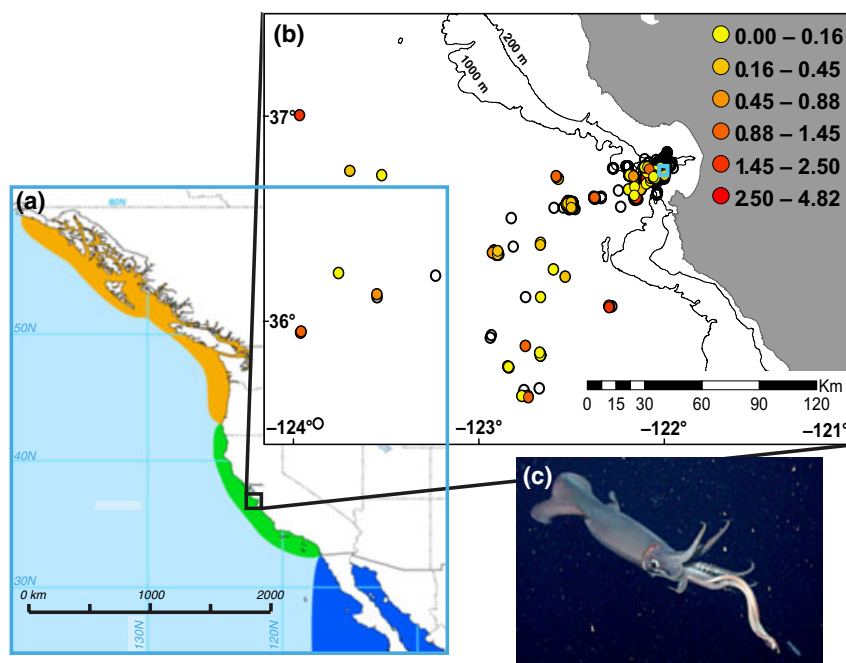 (b)
200 m
1000 m
0.00 – 0.16
0.16 – 0.45
0.45 – 0.88
0.88 – 1.45
1.45 – 2.50
2.50 – 4.82
37°
36°
Km
0 15 30 60 90 120
–124° –123° –122° –121°
(a)
60N
50N
40N
30N
0 km 1000 2000
130N
120N
(c)